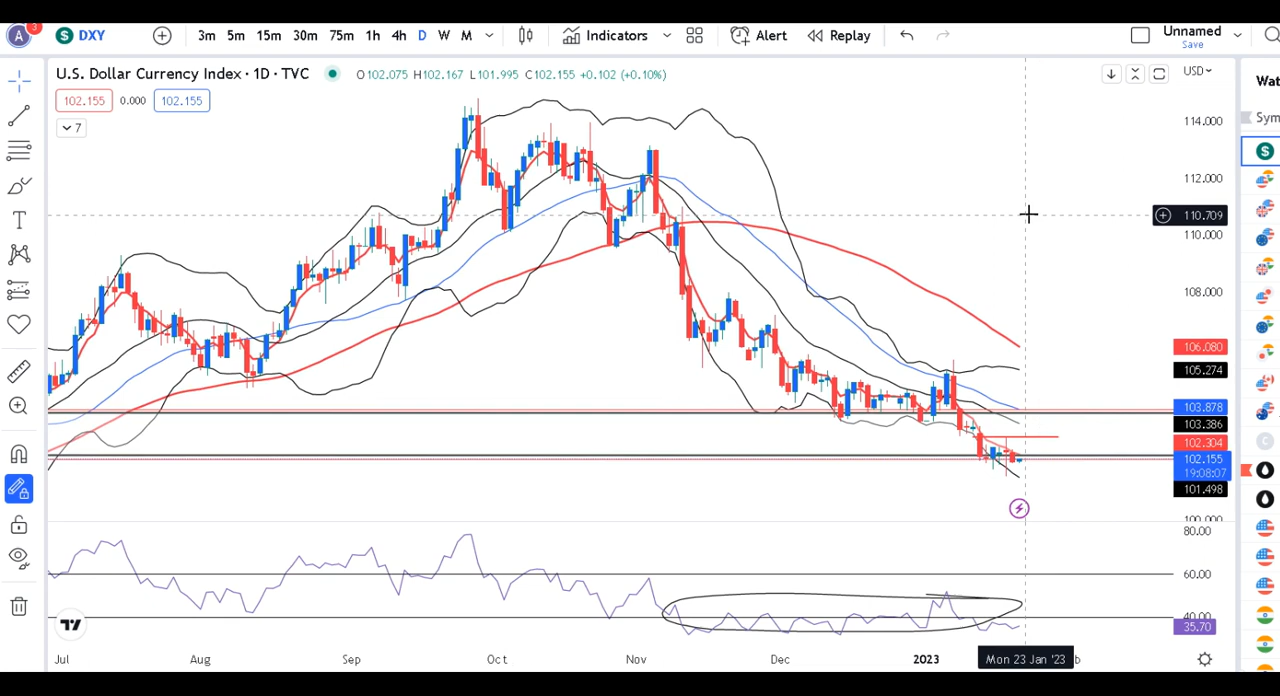 A
3
$ DXY
3m 5m 15m 30m 75m 1h 4h D W M
Indicators
Alert
Replay
Unnamed
Save
U.S. Dollar Currency Index · 1D · TVC
O102.075 H102.167 L101.995 C102.155 +0.102 (+0.10%)
USD
Wat
102.155 0.000 102.155
Sym
7
T
114.000
112.000
110.709
110.000
108.000
106.080
105.274
103.878
103.386
102.304
102.155
19:08:07
101.498
100.000
80.00
60.00
40.00
35.70
Jul Aug Sep Oct Nov Dec 2023 Mon 23 Jan '23 b